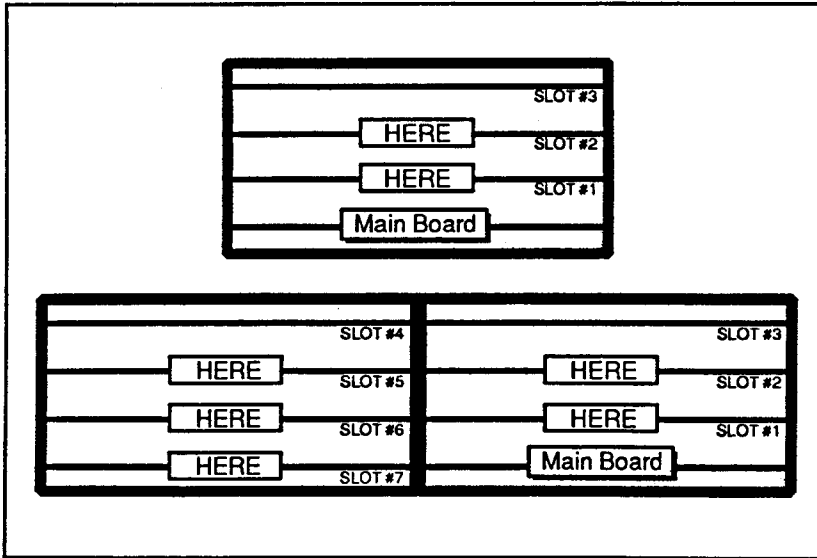 SLOT #3
HERE
SLOT #2
HERE
SLOT #1
Main Board
SLOT #4
SLOT #3
HERE
SLOT #5
HERE
SLOT #2
HERE
SLOT #6
HERE
SLOT #1
HERE
SLOT #7
Main Board